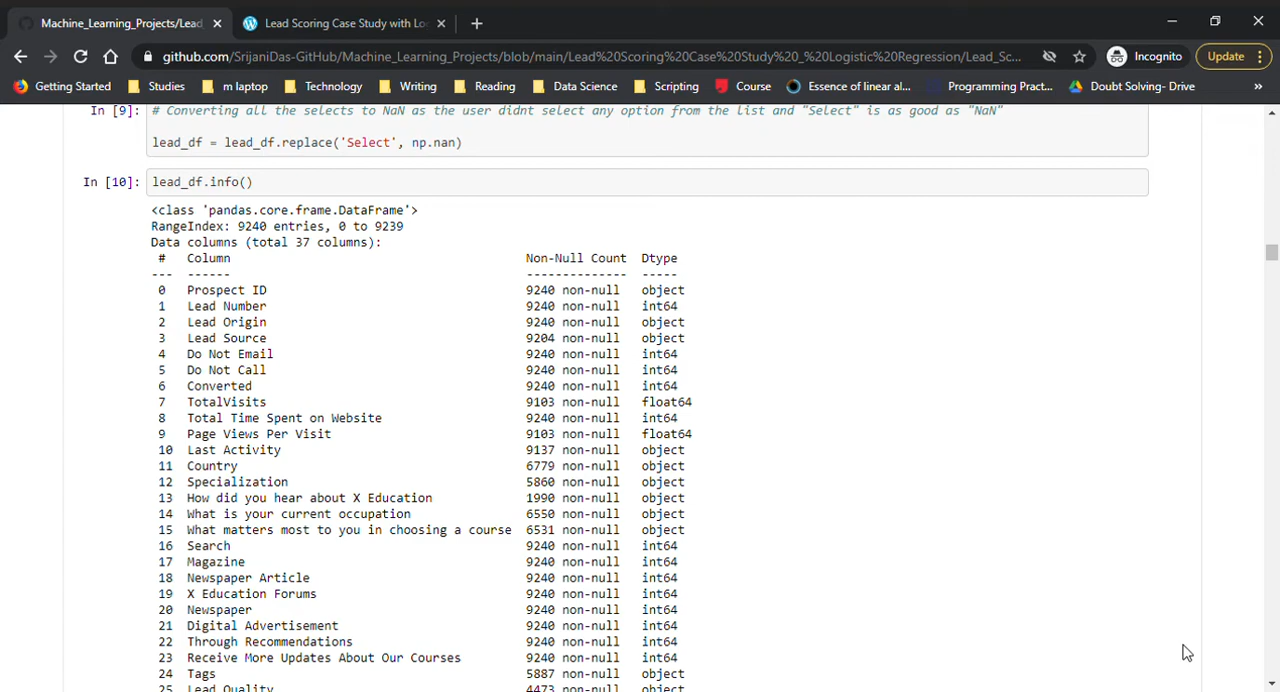 Machine_Learning_Projects/Lead
Lead Scoring Case Study with Lo
github.com/SrijaniDas-GitHub/Machine_Learning_Projects/blob/main/Lead%20Scoring%20Case%20Study%20_%20Logistic%20Regression/Lead_Sc...
Incognito
Update
Getting Started
Studies
m laptop
Technology
Writing
Reading
Data Science
Scripting
Course
Essence of linear al...
Programming Pract...
Doubt Solving- Drive
»
In [9]: # Converting all the selects to NaN as the user didnt select any option from the list and "Select" is as good as "NaN"
lead_df = lead_df.replace('Select', np.nan)
In [10]: lead_df.info()
<class 'pandas.core.frame.DataFrame'>
RangeIndex: 9240 entries, 0 to 9239
Data columns (total 37 columns):
# Column Non-Null Count Dtype
--- ------ -------------- -----
0 Prospect ID 9240 non-null object
1 Lead Number 9240 non-null int64
2 Lead Origin 9240 non-null object
3 Lead Source 9204 non-null object
4 Do Not Email 9240 non-null int64
5 Do Not Call 9240 non-null int64
6 Converted 9240 non-null int64
7 TotalVisits 9103 non-null float64
8 Total Time Spent on Website 9240 non-null int64
9 Page Views Per Visit 9103 non-null float64
10 Last Activity 9137 non-null object
11 Country 6779 non-null object
12 Specialization 5860 non-null object
13 How did you hear about X Education 1990 non-null object
14 What is your current occupation 6550 non-null object
15 What matters most to you in choosing a course 6531 non-null object
16 Search 9240 non-null int64
17 Magazine 9240 non-null int64
18 Newspaper Article 9240 non-null int64
19 X Education Forums 9240 non-null int64
20 Newspaper 9240 non-null int64
21 Digital Advertisement 9240 non-null int64
22 Through Recommendations 9240 non-null int64
23 Receive More Updates About Our Courses 9240 non-null int64
24 Tags 5887 non-null object
25 Lead Quality 4473 non-null object